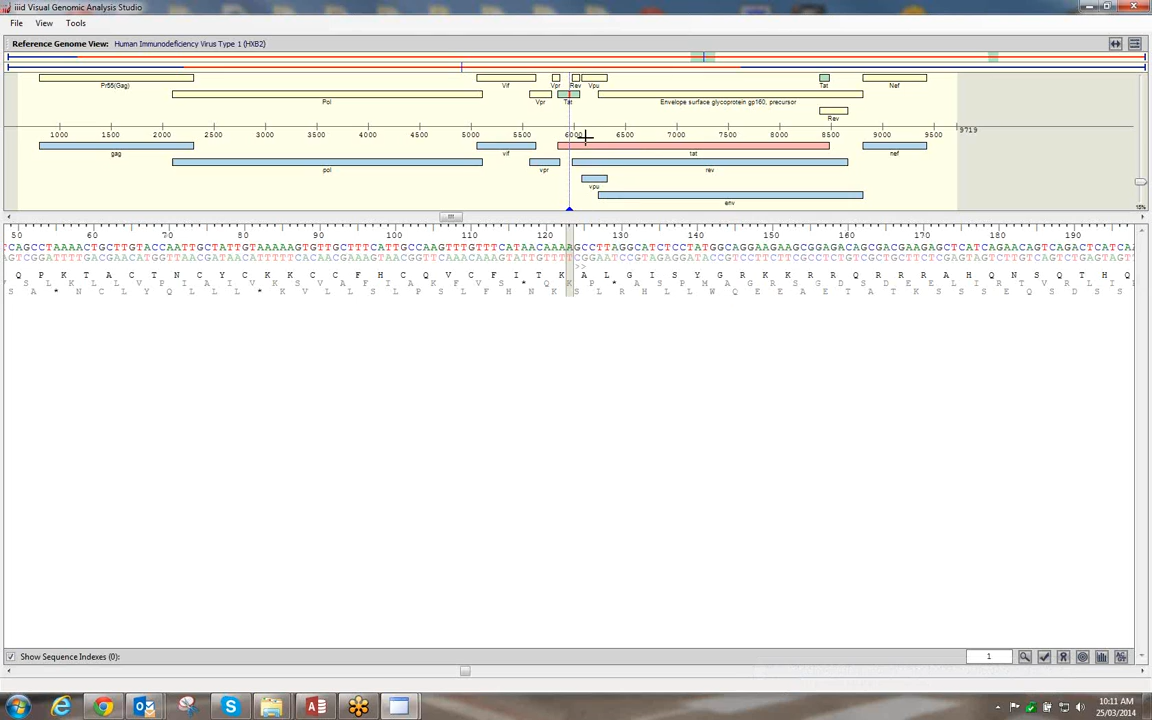 iiid Visual Genomic Analysis Studio
File View Tools
Reference Genome View: Human Immunodeficiency Virus Type 1 (HXB2)
Pr55(Gag) Vif Vpr Rev Vpu Tat Nef
Pol Vpr Tat Envelope surface glycoprotein gp160, precursor
Rev
1000 1500 2000 2500 3000 3500 4000 4500 5000 5500 6000 6500 7000 7500 8000 8500 9000 9500 9719
gag vif tat nef
pol vpr rev
vpu
env
15%
50 60 70 80 90 100 110 120 130 140 150 160 170 180 190
TCAGCCTAAAACTGCTTGTACCAATTGCTATTGTAAAAAGTGTTGCTTTCATTGCCAAGTTTGTTTCATAACAAAAGCCTTAGGCATCTCCTATGGCAGGAAGAAGCGGAGACAGCGACGAAGAGCTCATCAGAACAGTCAGACTCATCAA
AGTCGGATTTTGACGAACATGGTTAACGATAACATTTTTCACAACGAAAGTAACGGTTCAAACAAAGTATTGTTTTCGGAATCCGTAGAGGATACCGTCCTTCTTCGCCTCTGTCGCTGCTTCTCGAGTAGTCTTGTCAGTCTGAGTAGTT
>>
Q P K T A C T N C Y C K K C C F H C Q V C F I T K A L G I S Y G R K K R R Q R R R A H Q N S Q T H Q
S L K L L V P I A I V K S V A F I A K F V S * Q K P * A S P M A G R S G D S D E E L I R T V R L I
S A * N C L Y Q L L L * K V L L S L P S L F H N K S L R H L L W Q E E A E T A T K S S S E Q S D S S
Show Sequence Indexes (0):
1
10:11 AM
25/03/2014